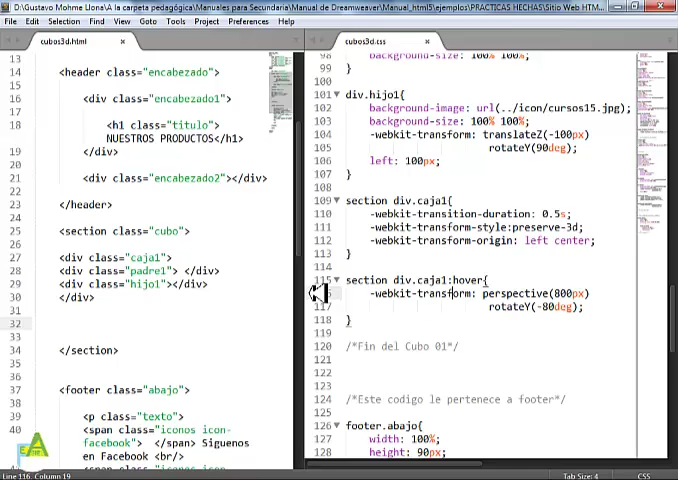 D:\Gustavo Mohme Llona\A la carpeta pedagógica\Manuales para Secundaria\Manual de Dreamweaver\Manual_html5\ejemplos\PRACTICAS HECHAS\Sitio Web HTM...
File Edit Selection Find View Goto Tools Project Preferences Help
cubos3d.html ×
13
14 <header class="encabezado">
15
16 <div class="encabezado1">
17
18 <h1 class="titulo">
NUESTROS PRODUCTOS</h1>
19 </div>
20
21 <div class="encabezado2"></div>
22
23 </header>
24
25 <section class="cubo">
26
27 <div class="caja1">
28 <div class="padre1"> </div>
29 <div class="hijo1"></div>
30 </div>
31
32
33
34 </section>
35
36
37 <footer class="abajo">
38
39 <p class="texto">
40 <span class="iconos icon-
facebook"> </span> Siguenos
en Facebook <br/>
<span class="iconos icon-
cubos3d.css ×
98 background-size: 100% 100%;
99 }
100
101 div.hijo1{
102 background-image: url(../icon/cursos15.jpg);
103 background-size: 100% 100%;
104 -webkit-transform: translateZ(-100px)
105 rotateY(90deg);
106 left: 100px;
107 }
108
109 section div.caja1{
110 -webkit-transition-duration: 0.5s;
111 -webkit-transform-style:preserve-3d;
112 -webkit-transform-origin: left center;
113 }
114
115 section div.caja1:hover{
-webkit-transform: perspective(800px)
117 rotateY(-80deg);
118 }
119
120 /*Fin del Cubo 01*/
121
122
123
124 /*Este codigo le pertenece a footer*/
125
126 footer.abajo{
127 width: 100%;
128 height: 90px;
Line 116, Column 19 Tab Size: 4 CSS